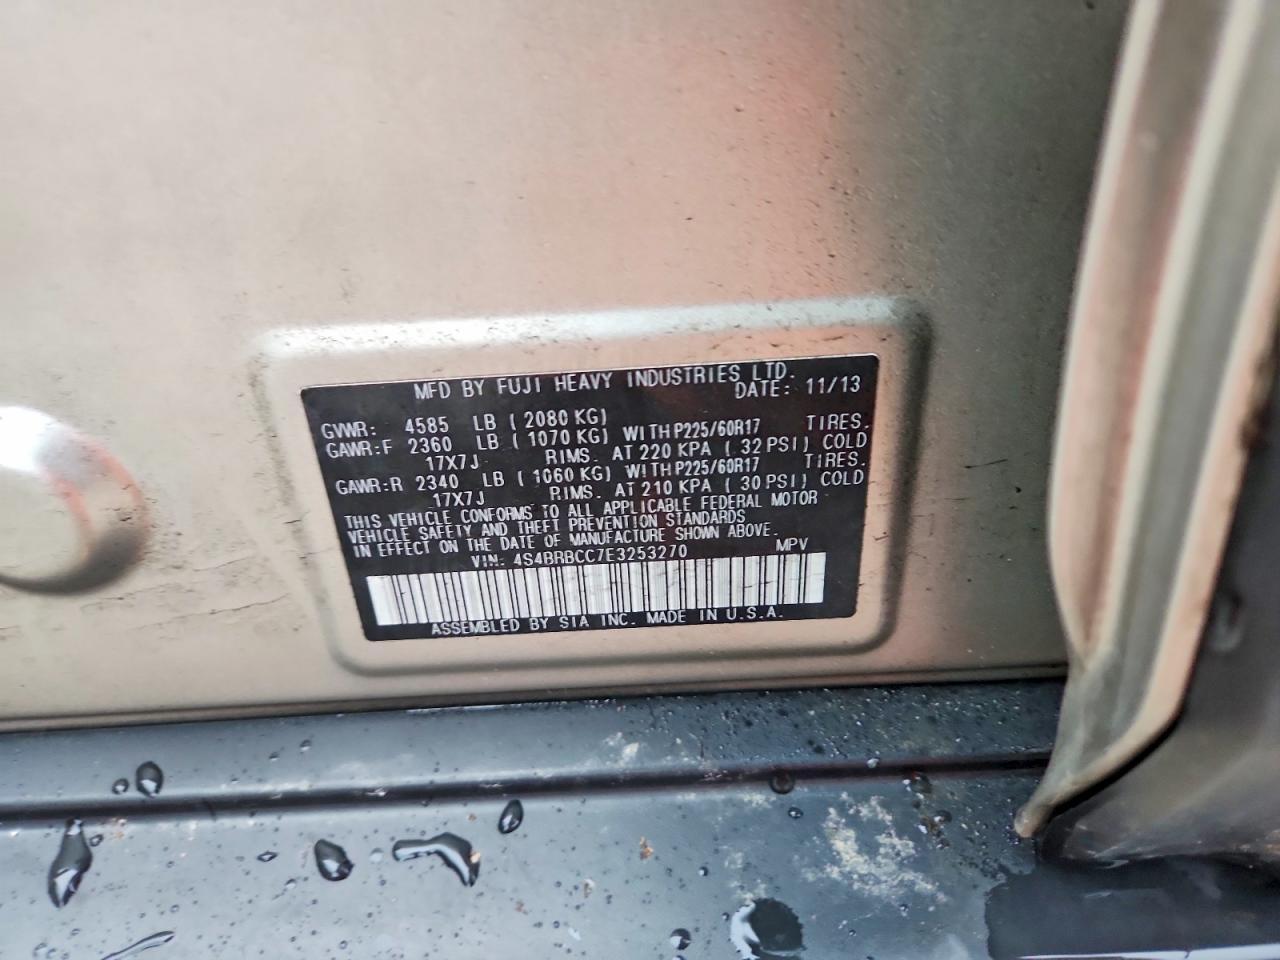 MFD BY FUJI HEAVY INDUSTRIES LTD.
DATE: 11/13
GVWR: 4585 LB ( 2080 KG)
GAWR:F 2360 LB ( 1070 KG) WITH P225/60R17 TIRES.
17X7J RIMS. AT 220 KPA ( 32 PSI) COLD
GAWR:R 2340 LB ( 1060 KG) WITH P225/60R17 TIRES.
17X7J RIMS. AT 210 KPA ( 30 PSI) COLD
THIS VEHICLE CONFORMS TO ALL APPLICABLE FEDERAL MOTOR
VEHICLE SAFETY AND THEFT PREVENTION STANDARDS
IN EFFECT ON THE DATE OF MANUFACTURE SHOWN ABOVE.
VIN: 4S4BRBCC7E3253270 MPV
ASSEMBLED BY SIA INC. MADE IN U.S.A.